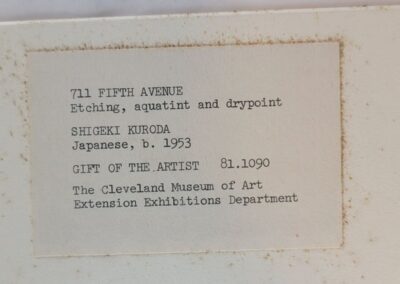 711 FIFTH AVENUE
Etching, aquatint and drypoint
SHIGEKI KURODA
Japanese, b. 1953
GIFT OF THE ARTIST 81.1090
The Cleveland Museum of Art
Extension Exhibitions Department